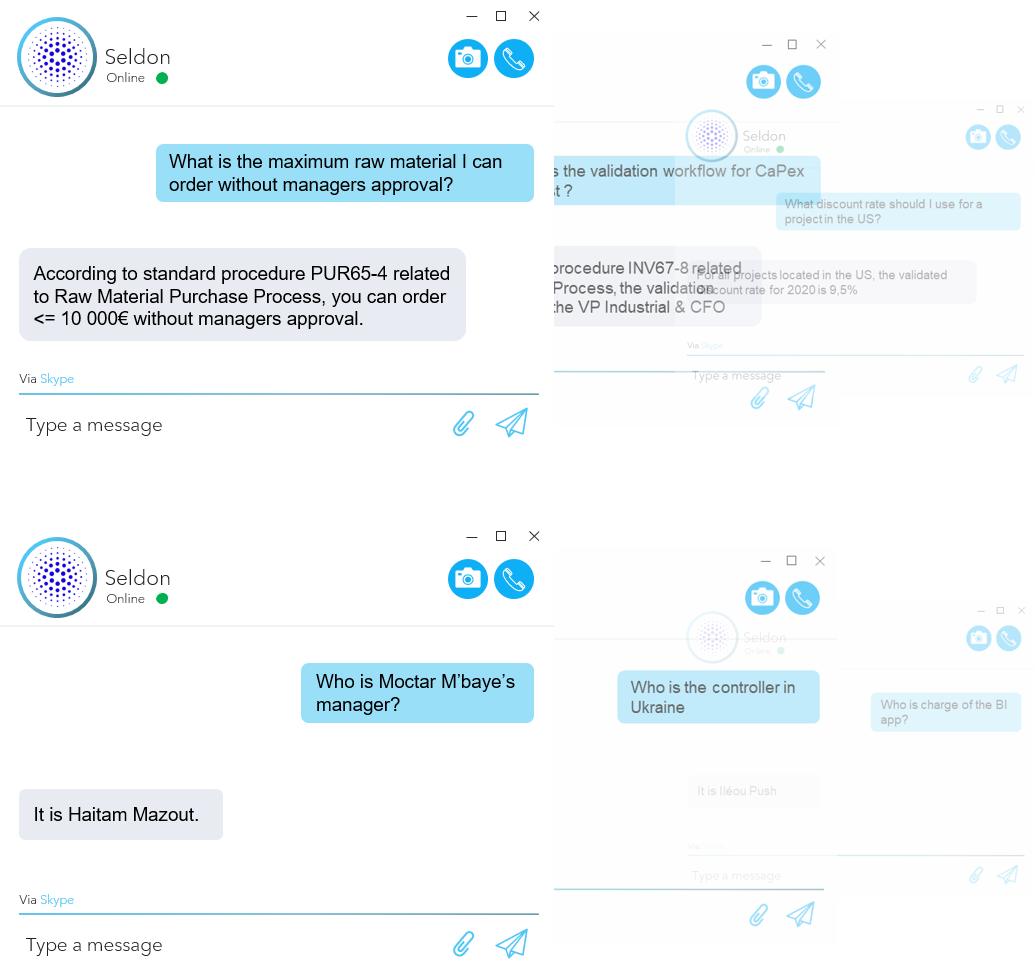 Seldon
Online
What is the maximum raw material I can
order without managers approval?
According to standard procedure PUR65-4 related
to Raw Material Purchase Process, you can order
<= 10 000€ without managers approval.
Via Skype
Type a message
s the validation workflow for CaPex
st ?
procedure INV67-8 related
Process, the validation
the VP Industrial & CFO
Seldon
Online
What discount rate should I use for a
project in the US?
For all projects located in the US, the validated
discount rate for 2020 is 9,5%
Via Skype
Type a message
Seldon
Online
Who is Moctar M’baye’s
manager?
It is Haitam Mazout.
Via Skype
Type a message
Who is the controller in
Ukraine
Seldon
Online
Who is charge of the BI
app?
It is Iléou Push
Via
Type a message